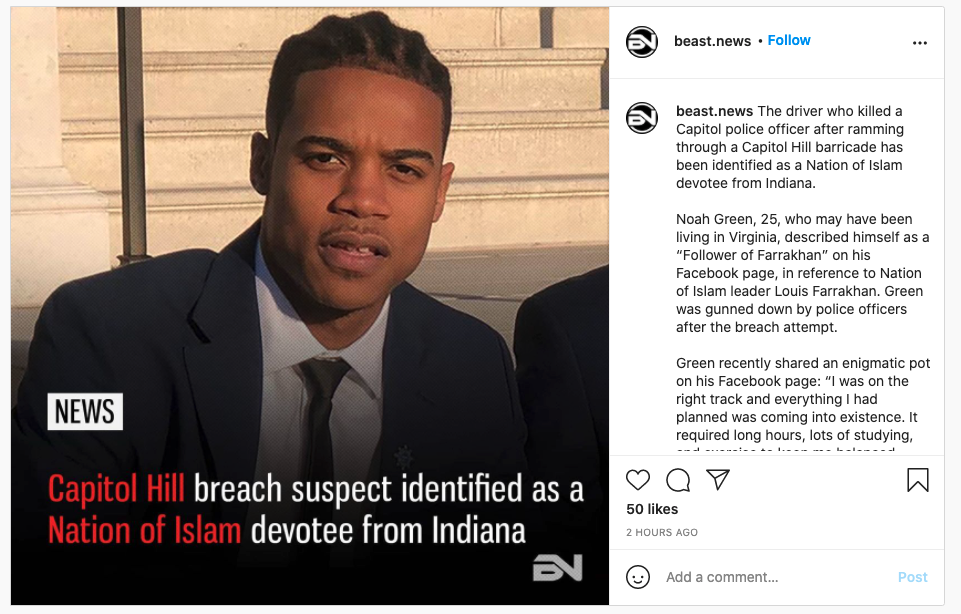 NEWS
Capitol Hill breach suspect identified as a
Nation of Islam devotee from Indiana
BN
beast.news • Follow
beast.news The driver who killed a
Capitol police officer after ramming
through a Capitol Hill barricade has
been identified as a Nation of Islam
devotee from Indiana.
Noah Green, 25, who may have been
living in Virginia, described himself as a
“Follower of Farrakhan” on his
Facebook page, in reference to Nation
of Islam leader Louis Farrakhan. Green
was gunned down by police officers
after the breach attempt.
Green recently shared an enigmatic pot
on his Facebook page: “I was on the
right track and everything I had
planned was coming into existence. It
required long hours, lots of studying,
and exercise to keep me balanced
50 likes
2 HOURS AGO
Add a comment...
Post